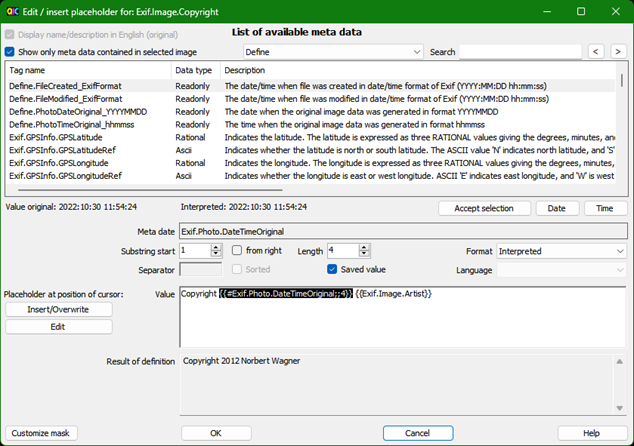 Edit / insert placeholder for: Exif.Image.Copyright
Display name/description in English (original)
List of available meta data
Show only meta data contained in selected image
Define
Search
<
>
Tag name Data type Description
Define.FileCreated_ExifFormat Readonly The date/time when file was created in date/time format of Exif (YYYY:MM:DD hh:mm:ss)
Define.FileModified_ExifFormat Readonly The date/time when file was modified in date/time format of Exif (YYYY:MM:DD hh:mm:ss)
Define.PhotoDateOriginal_YYYYMMDD Readonly The date when the original image data was generated in format YYYYMMDD
Define.PhotoTimeOriginal_hhmmss Readonly The time when the original image data was generated in format hhmmss
Exif.GPSInfo.GPSLatitude Rational Indicates the latitude. The latitude is expressed as three RATIONAL values giving the degrees, minutes, and
Exif.GPSInfo.GPSLatitudeRef Ascii Indicates whether the latitude is north or south latitude. The ASCII value 'N' indicates north latitude, and 'S'
Exif.GPSInfo.GPSLongitude Rational Indicates the longitude. The longitude is expressed as three RATIONAL values giving the degrees, minutes,
Exif.GPSInfo.GPSLongitudeRef Ascii Indicates whether the longitude is east or west longitude. ASCII 'E' indicates east longitude, and 'W' is west
Value original: 2022:10:30 11:54:24 Interpreted: 2022:10:30 11:54:24
Accept selection
Date
Time
Meta date Exif.Photo.DateTimeOriginal
Substring start 1 from right Length 4 Format Interpreted
Separator Sorted Saved value Language
Placeholder at position of cursor: Value Copyright {{#Exif.Photo.DateTimeOriginal;;4}} {{Exif.Image.Artist}}
Insert/Overwrite
Edit
Result of definition Copyright 2012 Norbert Wagner
Customize mask
OK
Cancel
Help